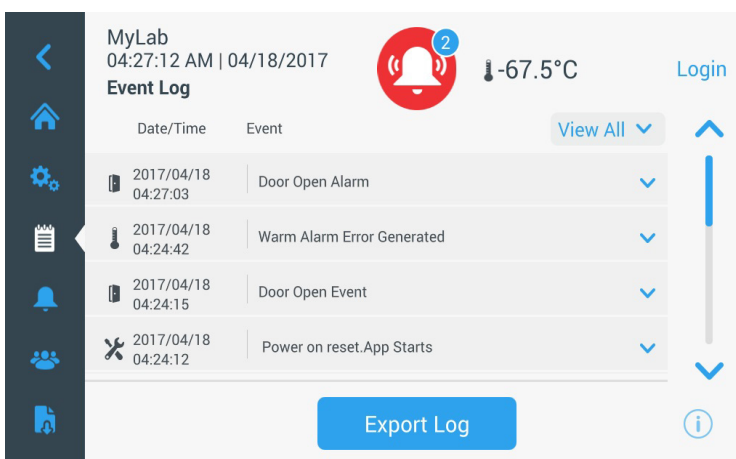 MyLab
04:27:12 AM | 04/18/2017
Event Log
2
-67.5°C
Login
Date/Time Event View All
2017/04/18
04:27:03
Door Open Alarm
2017/04/18
04:24:42
Warm Alarm Error Generated
2017/04/18
04:24:15
Door Open Event
2017/04/18
04:24:12
Power on reset.App Starts
Export Log
i